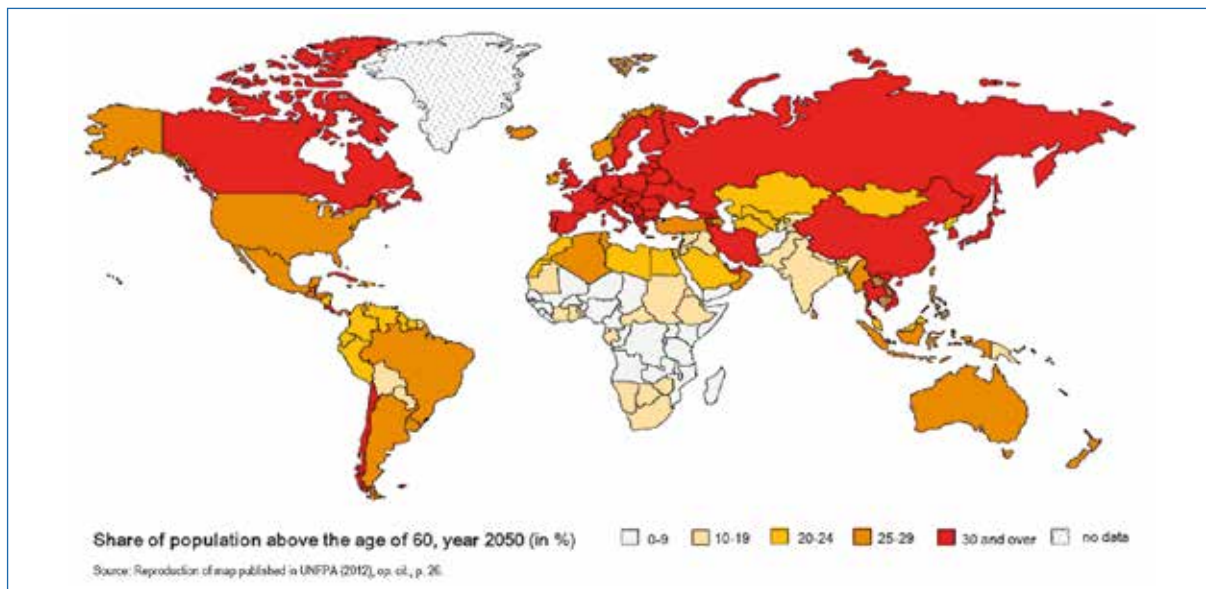 Share of population above the age of 60, year 2050 (in %) 0-9 10-19 20-24 25-29 30 and over no data
Source: Reproduction of map published in UNFPA (2012), op. cit., p. 26.